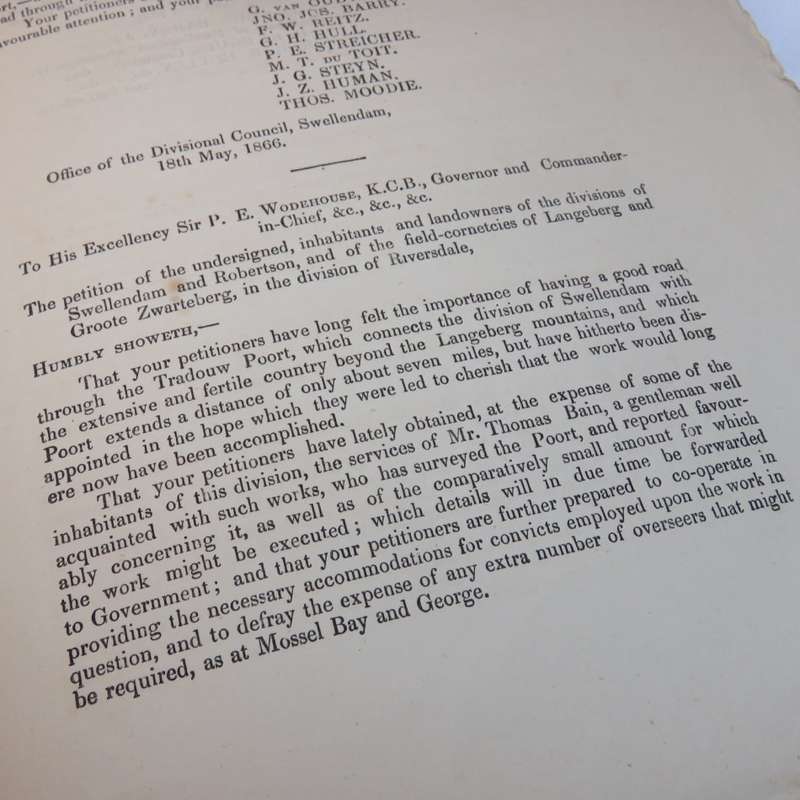 ad through
Your petitioners
avourable attention ; and your
G. VAN
JNO. JOS. BARRY.
F. W. REITZ.
G. H. HULL.
P. E. STREICHER.
M. T. DU TOIT.
J. G. STEYN.
J. Z. HUMAN.
THOS. MOODIE.
Office of the Divisional Council, Swellendam,
18th May, 1866.
To His Excellency Sir P. E. WODEHOUSE, K.C.B., Governor and Commander-
in-Chief, &c., &c., &c.
The petition of the undersigned, inhabitants and landowners of the divisions of
Swellendam and Robertson, and of the field-cornetcies of Langeberg and
Groote Zwarteberg, in the division of Riversdale,
HUMBLY SHOWETH,—
That your petitioners have long felt the importance of having a good road
through the Tradouw Poort, which connects the division of Swellendam with
the extensive and fertile country beyond the Langeberg mountains, and which
Poort extends a distance of only about seven miles, but have hitherto been dis-
appointed in the hope which they were led to cherish that the work would long
ere now have been accomplished.
That your petitioners have lately obtained, at the expense of some of the
inhabitants of this division, the services of Mr. Thomas Bain, a gentleman well
acquainted with such works, who has surveyed the Poort, and reported favour-
ably concerning it, as well as of the comparatively small amount for which
the work might be executed ; which details will in due time be forwarded
to Government ; and that your petitioners are further prepared to co-operate in
providing the necessary accommodations for convicts employed upon the work in
question, and to defray the expense of any extra number of overseers that might
be required, as at Mossel Bay and George.